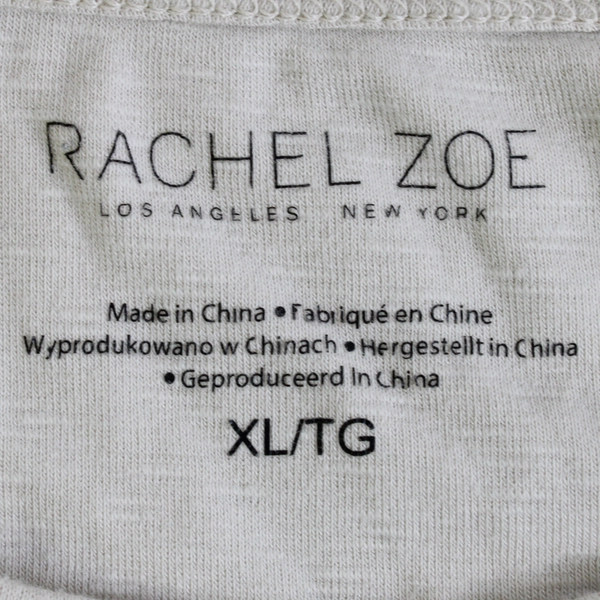 RACHEL ZOE
LOS ANGELES NEW YORK
Made in China • Fabriqué en Chine
Wyprodukowano w Chinach • Hergestellt in China
• Geproduceerd In China
XL/TG